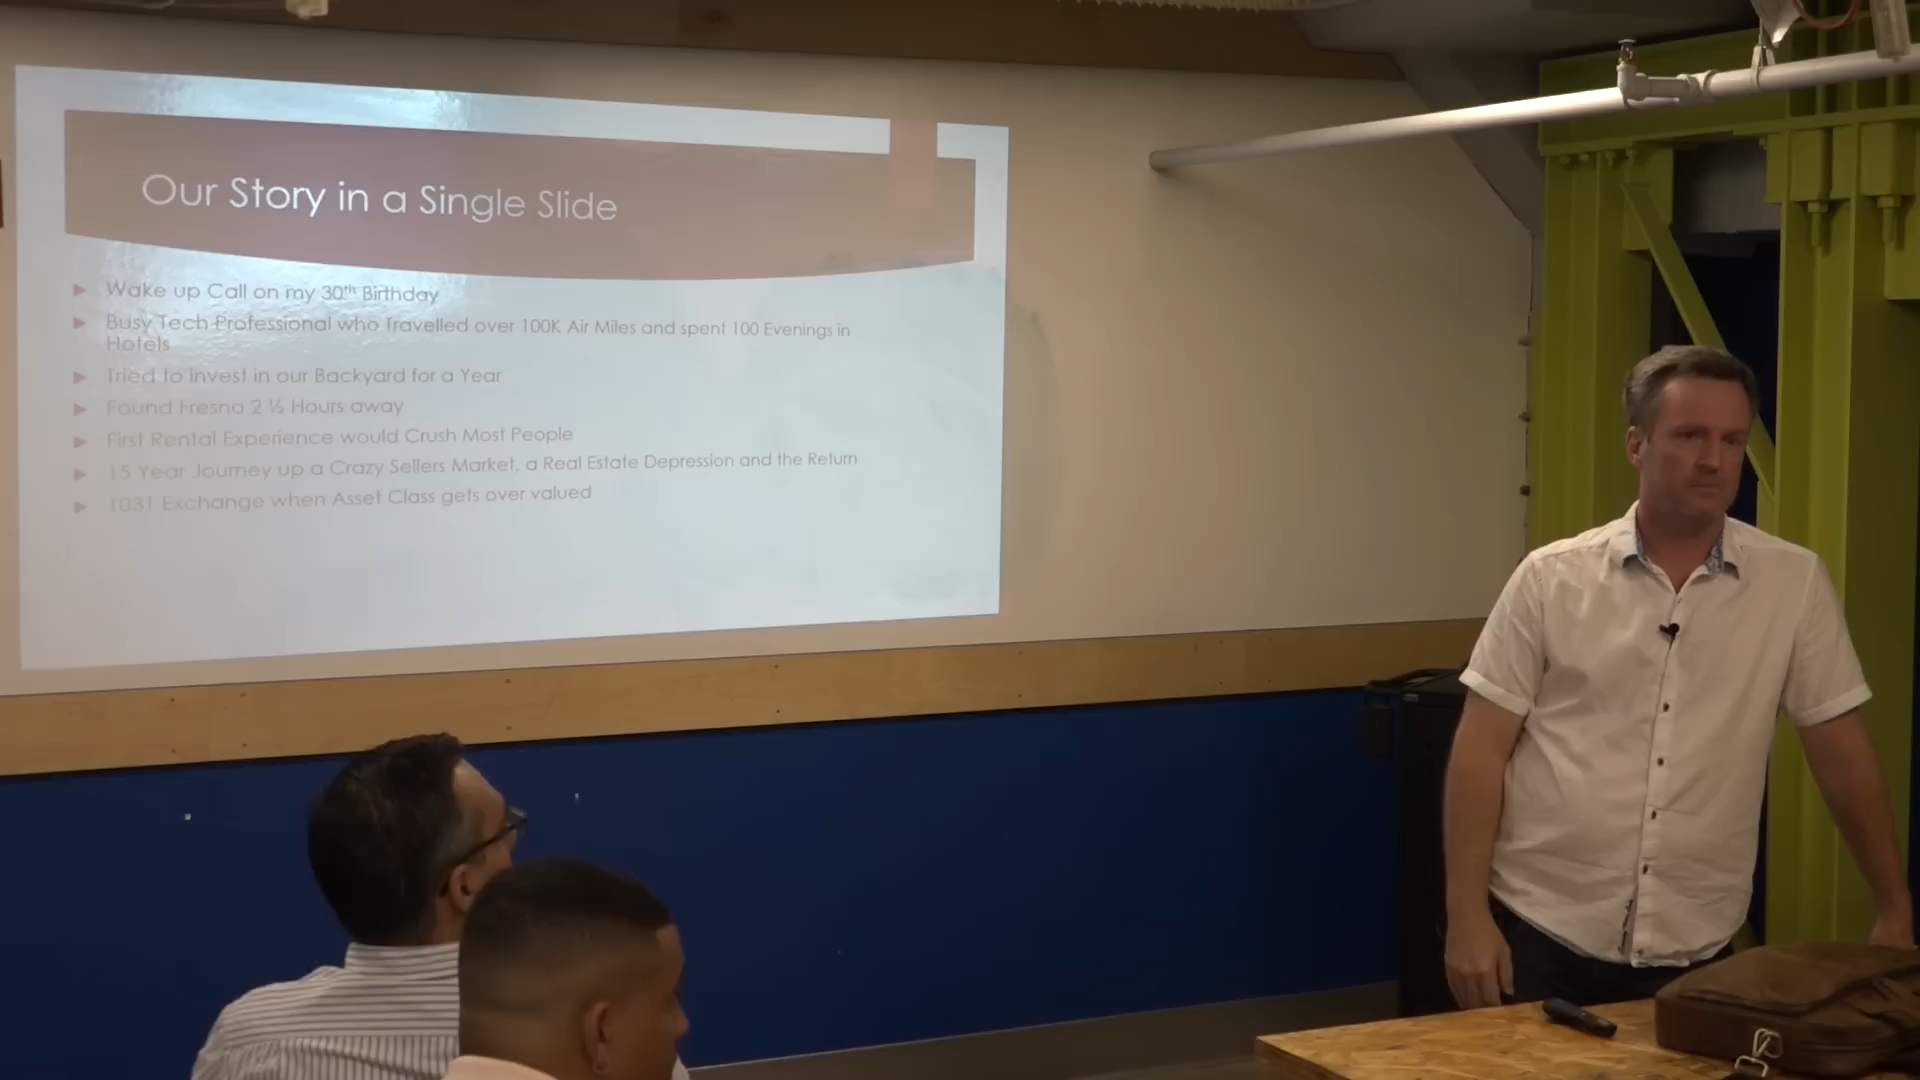 Our Story in a Single Slide
Wake up Call on my 30th Birthday
Busy Tech Professional who Travelled over 100K Air Miles and spent 100 Evenings in
Hotels
Tried to invest in our Backyard for a Year
Found Fresno 2 ½ Hours away
First Rental Experience would Crush Most People
15 Year Journey up a Crazy Sellers Market, a Real Estate Depression and the Return
1031 Exchange when Asset Class gets over valued